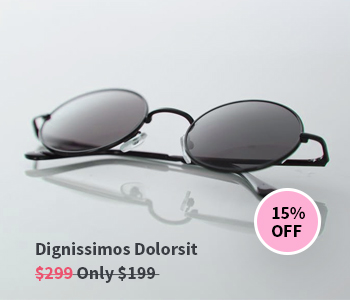 15%
OFF
Dignissimos Dolorsit
$299 Only $199